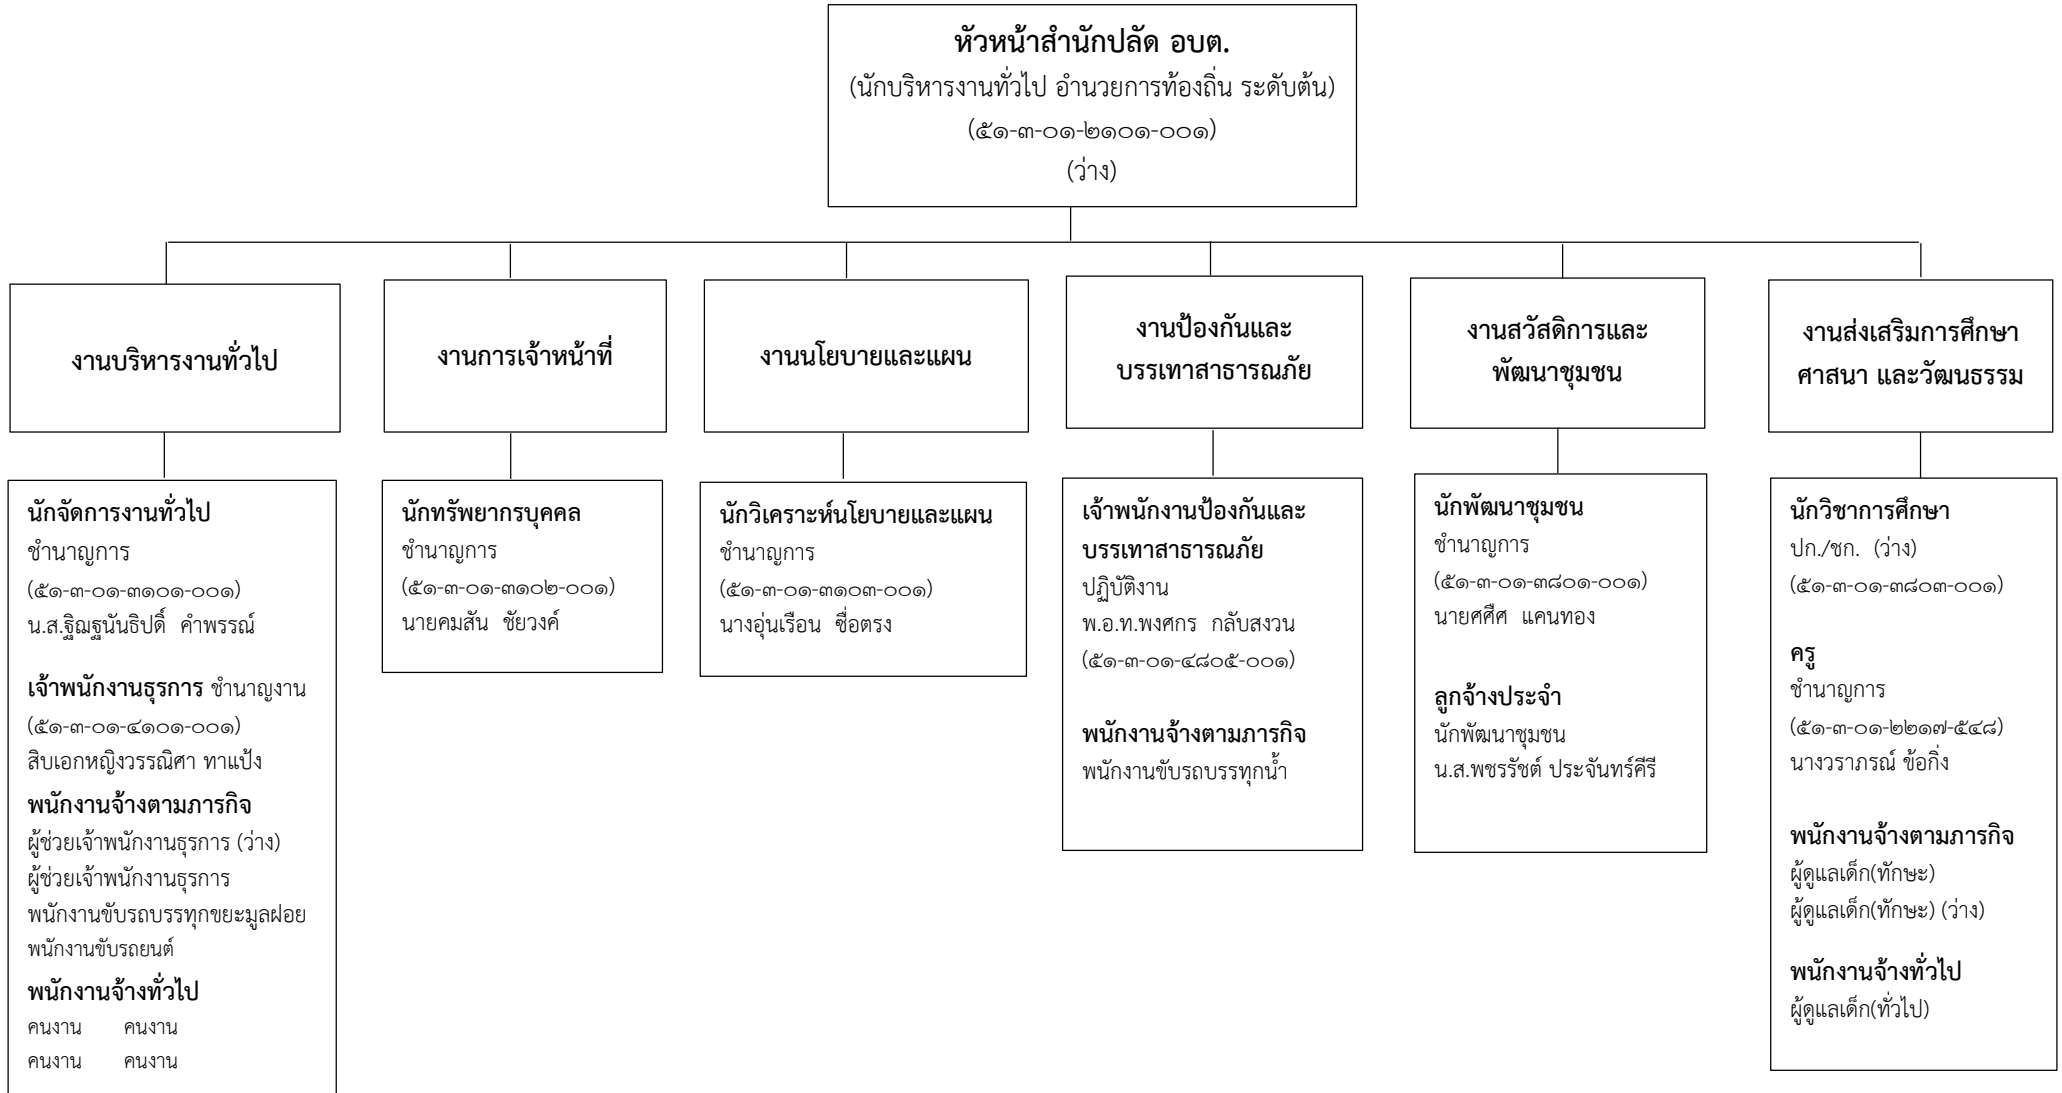 หัวหน้าสำนักปลัด อบต.
(นักบริหารงานทั่วไป อำนวยการท้องถิ่น ระดับต้น)
(๕๑-๓-๐๑-๒๑๐๑-๐๐๑)
(ว่าง)
งานบริหารงานทั่วไป
งานการเจ้าหน้าที่
งานนโยบายและแผน
งานป้องกันและ
บรรเทาสาธารณภัย
งานสวัสดิการและ
พัฒนาชุมชน
งานส่งเสริมการศึกษา
ศาสนา และวัฒนธรรม
นักจัดการงานทั่วไป
ชำนาญการ
(๕๑-๓-๐๑-๓๑๐๑-๐๐๑)
น.ส.ฐิฌฐนันธิปดิ์ คำพรรณ์
เจ้าพนักงานธุรการ ชำนาญงาน
(๕๑-๓-๐๑-๔๑๐๑-๐๐๑)
สิบเอกหญิงวรรณิศา ทาแป้ง
พนักงานจ้างตามภารกิจ
ผู้ช่วยเจ้าพนักงานธุรการ (ว่าง)
ผู้ช่วยเจ้าพนักงานธุรการ
พนักงานขับรถบรรทุกขยะมูลฝอย
พนักงานขับรถยนต์
พนักงานจ้างทั่วไป
คนงาน คนงาน
คนงาน คนงาน
นักทรัพยากรบุคคล
ชำนาญการ
(๕๑-๓-๐๑-๓๑๐๒-๐๐๑)
นายคมสัน ชัยวงค์
นักวิเคราะห์นโยบายและแผน
ชำนาญการ
(๕๑-๓-๐๑-๓๑๐๓-๐๐๑)
นางอุ่นเรือน ซื่อตรง
เจ้าพนักงานป้องกันและ
บรรเทาสาธารณภัย
ปฏิบัติงาน
พ.อ.ท.พงศกร กลับสงวน
(๕๑-๓-๐๑-๔๘๐๕-๐๐๑)
พนักงานจ้างตามภารกิจ
พนักงานขับรถบรรทุกน้ำ
นักพัฒนาชุมชน
ชำนาญการ
(๕๑-๓-๐๑-๓๘๐๑-๐๐๑)
นายศศืศ แคนทอง
ลูกจ้างประจำ
นักพัฒนาชุมชน
น.ส.พชรรัชต์ ประจันทร์คีรี
นักวิชาการศึกษา
ปก./ชก. (ว่าง)
(๕๑-๓-๐๑-๓๘๐๓-๐๐๑)
ครู
ชำนาญการ
(๕๑-๓-๐๑-๒๒๑๗-๕๔๘)
นางวราภรณ์ ข้อกิ่ง
พนักงานจ้างตามภารกิจ
ผู้ดูแลเด็ก(ทักษะ)
ผู้ดูแลเด็ก(ทักษะ) (ว่าง)
พนักงานจ้างทั่วไป
ผู้ดูแลเด็ก(ทั่วไป)